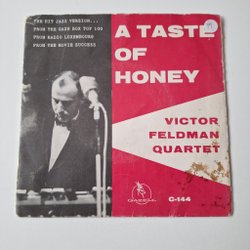 THE HIT JAZZ VERSION...
FROM THE CASH BOX TOP 100
FROM RADIO LUXEMBOURG
FROM THE MOVIE SUCCESS
A TASTE
OF
HONEY
VICTOR
FELDMAN
QUARTET
GAZELL
G-144